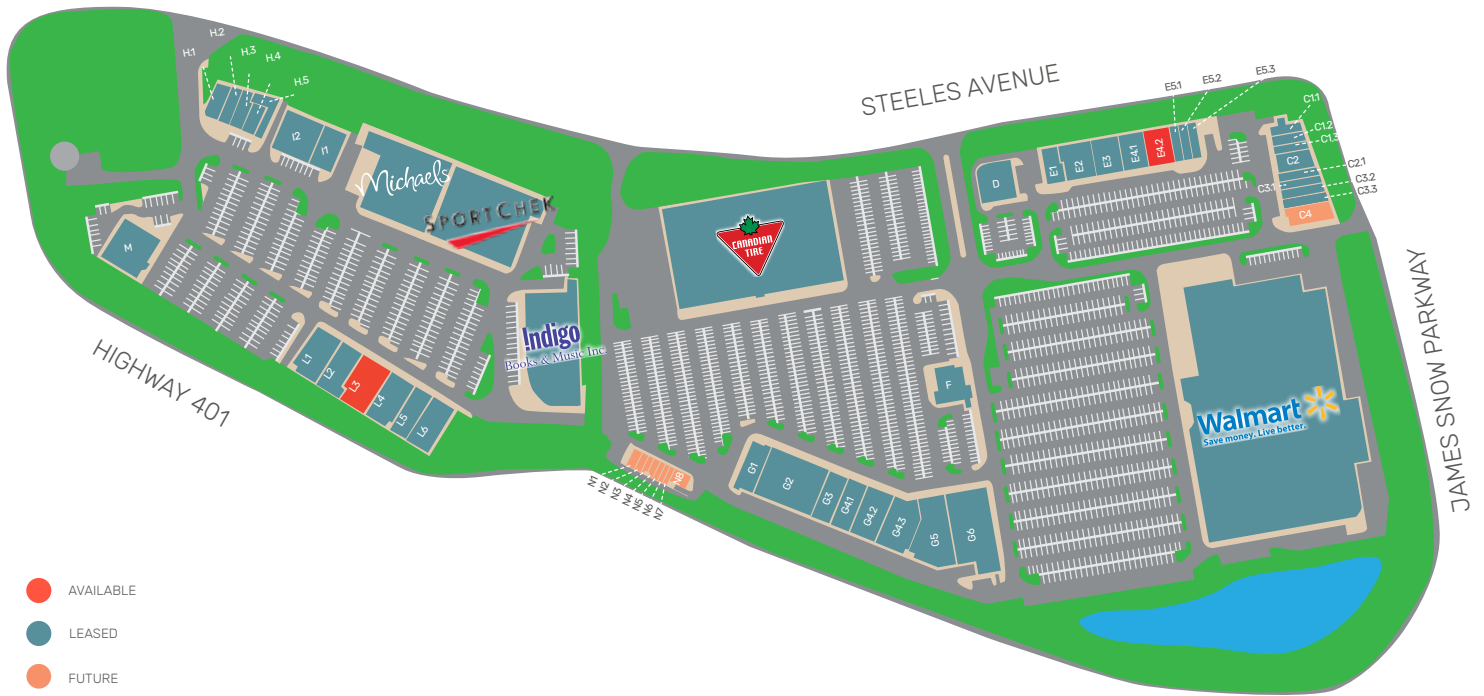 H.1
H.2
H.3
H.4
H.5
I2
I1
Michaels
SPORTCHEK
M
HIGHWAY 401
L1
L2
L3
L4
L5
L6
Indigo
Books & Music Inc.
STEELES AVENUE
CANADIAN
TIRE
D
E1
E2
E3
E4.1
E4.2
E5.1
E5.2
E5.3
C1.1
C1.2
C1.3
C2
C2.1
C3.1
C3.2
C3.3
C4
JAMES SNOW PARKWAY
F
Walmart
Save money. Live better.
N1
N2
N3
N4
N5
N6
N7
N8
G1
G2
G3
G4.1
G4.2
G4.3
G5
G6
AVAILABLE
LEASED
FUTURE